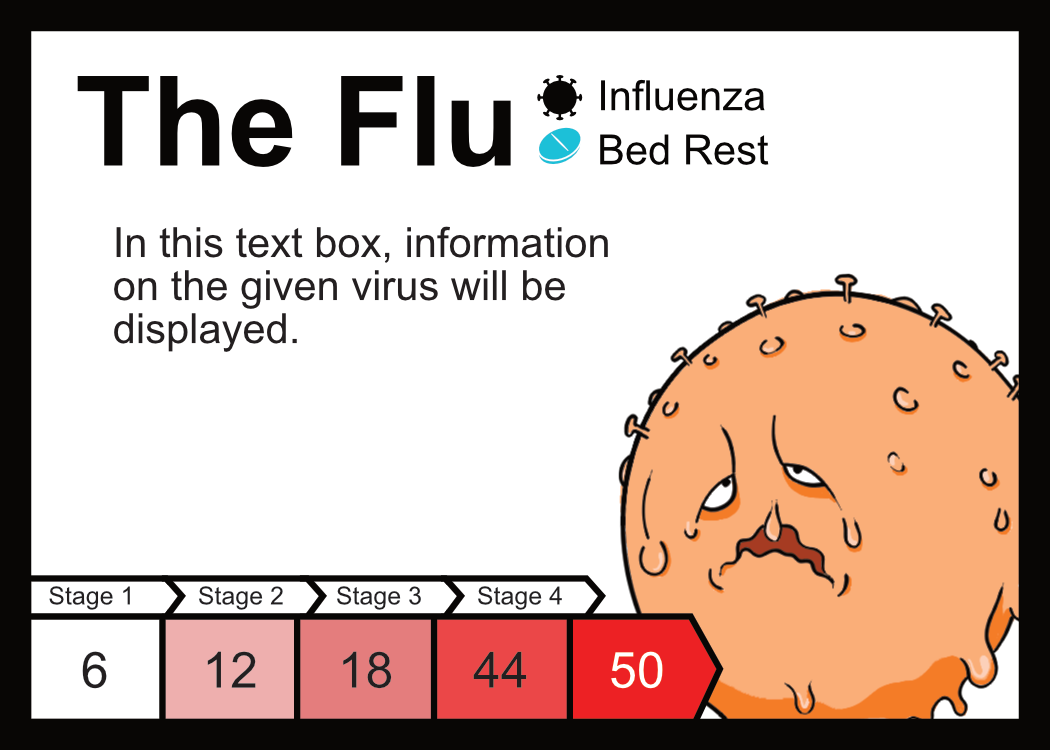 The Flu
Influenza
Bed Rest
In this text box, information
on the given virus will be
displayed.
Stage 1
Stage 2
Stage 3
Stage 4
6
12
18
44
50